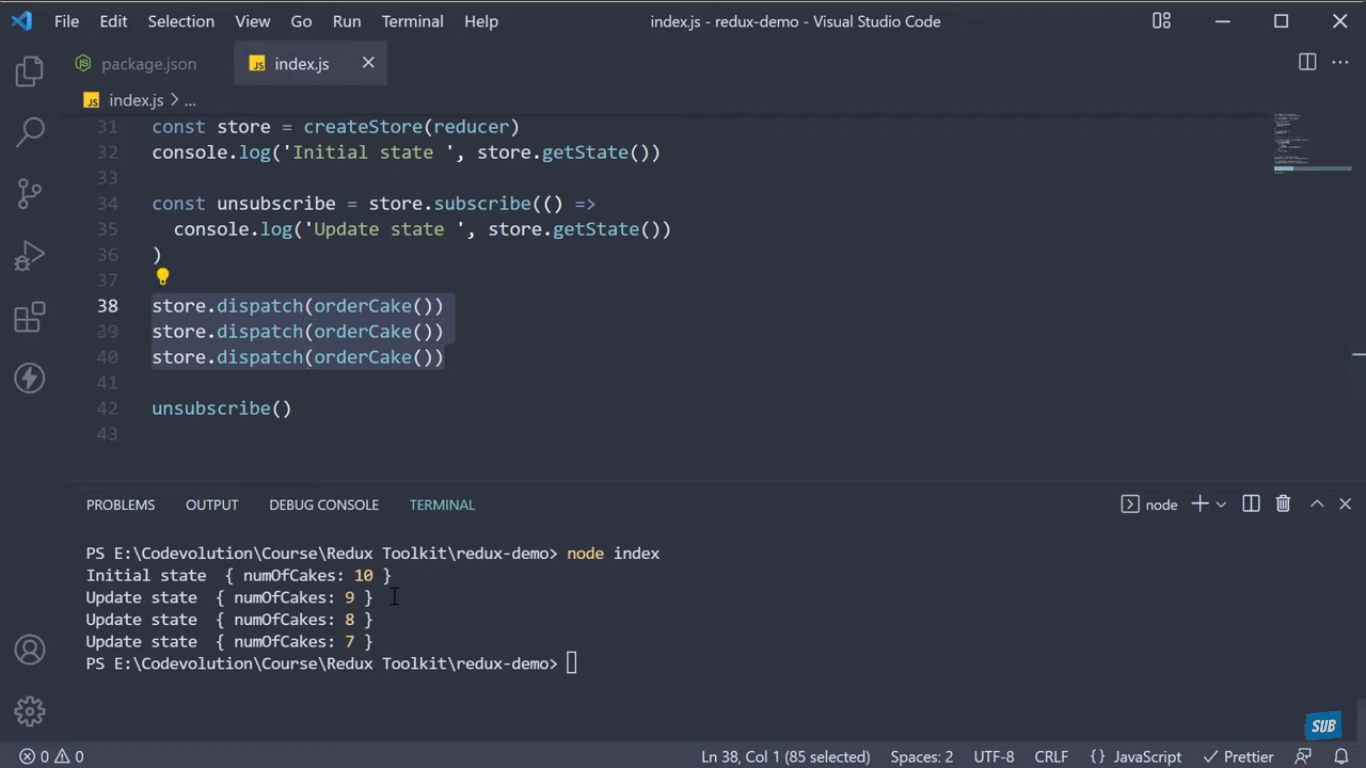 File Edit Selection View Go Run Terminal Help index.js - redux-demo - Visual Studio Code
package.json JS index.js
JS index.js > ...
31 const store = createStore(reducer)
32 console.log('Initial state ', store.getState())
33
34 const unsubscribe = store.subscribe(() =>
35 console.log('Update state ', store.getState())
36 )
37
38 store.dispatch(orderCake())
39 store.dispatch(orderCake())
40 store.dispatch(orderCake())
41
42 unsubscribe()
43
PROBLEMS OUTPUT DEBUG CONSOLE TERMINAL node
PS E:\Codevolution\Course\Redux Toolkit\redux-demo> node index
Initial state { numOfCakes: 10 }
Update state { numOfCakes: 9 }
Update state { numOfCakes: 8 }
Update state { numOfCakes: 7 }
PS E:\Codevolution\Course\Redux Toolkit\redux-demo>
SUB
0 0 Ln 38, Col 1 (85 selected) Spaces: 2 UTF-8 CRLF {} JavaScript Prettier